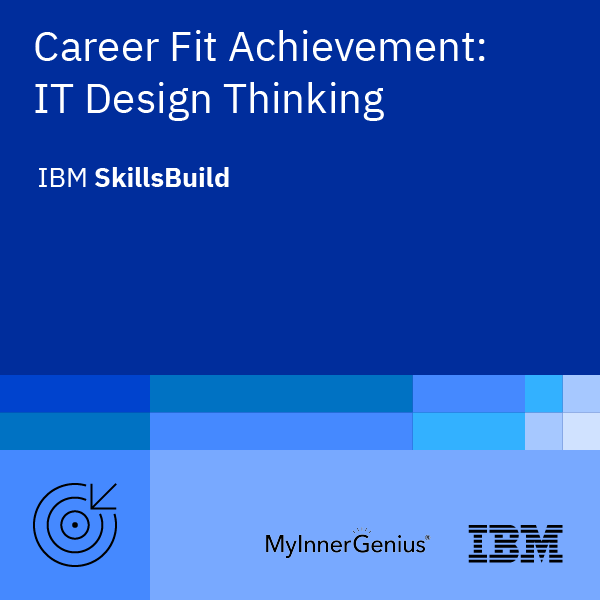 Career Fit Achievement:
IT Design Thinking
IBM SkillsBuild
MyInnerGenius®
IBM